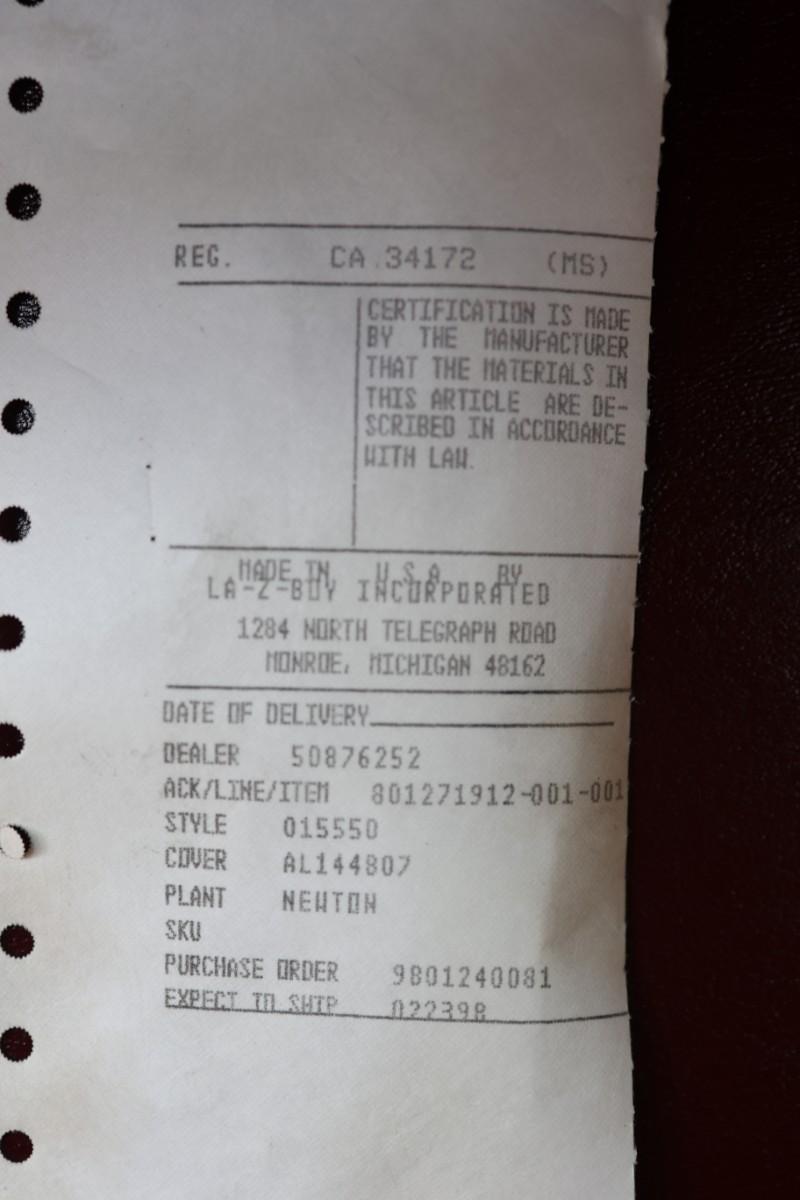 REG. CA 34172 (MS)
CERTIFICATION IS MADE
BY THE MANUFACTURER
THAT THE MATERIALS IN
THIS ARTICLE ARE DE-
SCRIBED IN ACCORDANCE
WITH LAW.
MADE IN U S A BY
LA-Z-BOY INCORPORATED
1284 NORTH TELEGRAPH ROAD
MONROE, MICHIGAN 48162
DATE OF DELIVERY
DEALER 50876252
ACK/LINE/ITEM 801271912-001-001
STYLE 015550
COVER AL144807
PLANT NEWTON
SKU
PURCHASE ORDER 9801240081
EXPECT TO SHIP 022398